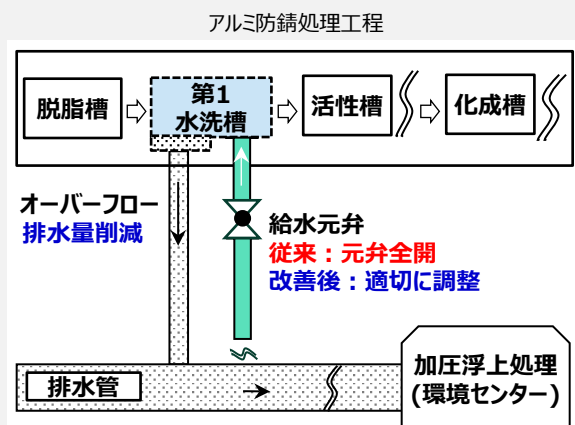 アルミ防錆処理工程
脱脂槽
第1
水洗槽
活性槽
化成槽
オーバーフロー
排水量削減
給水元弁
従来：元弁全開
改善後：適切に調整
排水管
加圧浮上処理
(環境センター)